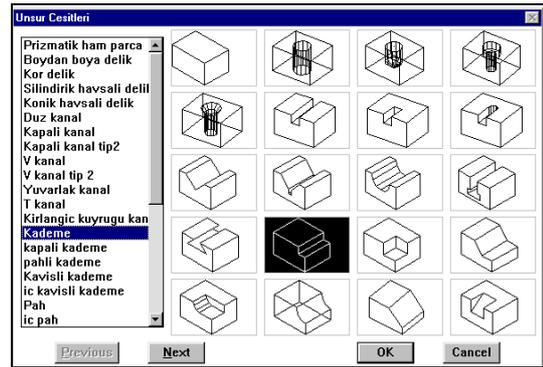 Unsur Cesitleri
Prizmatik ham parca
Boydan boya delik
Kor delik
Silindirik havsali delil
Konik havsali delik
Duz kanal
Kapali kanal
Kapali kanal tip2
V kanal
V kanal tip 2
Yuvarlak kanal
T kanal
Kirlangic kuyrugu kan
Kademe
kapali kademe
pahli kademe
Kavisli kademe
ic kavisli kademe
Pah
ic pah
Previous
Next
OK
Cancel